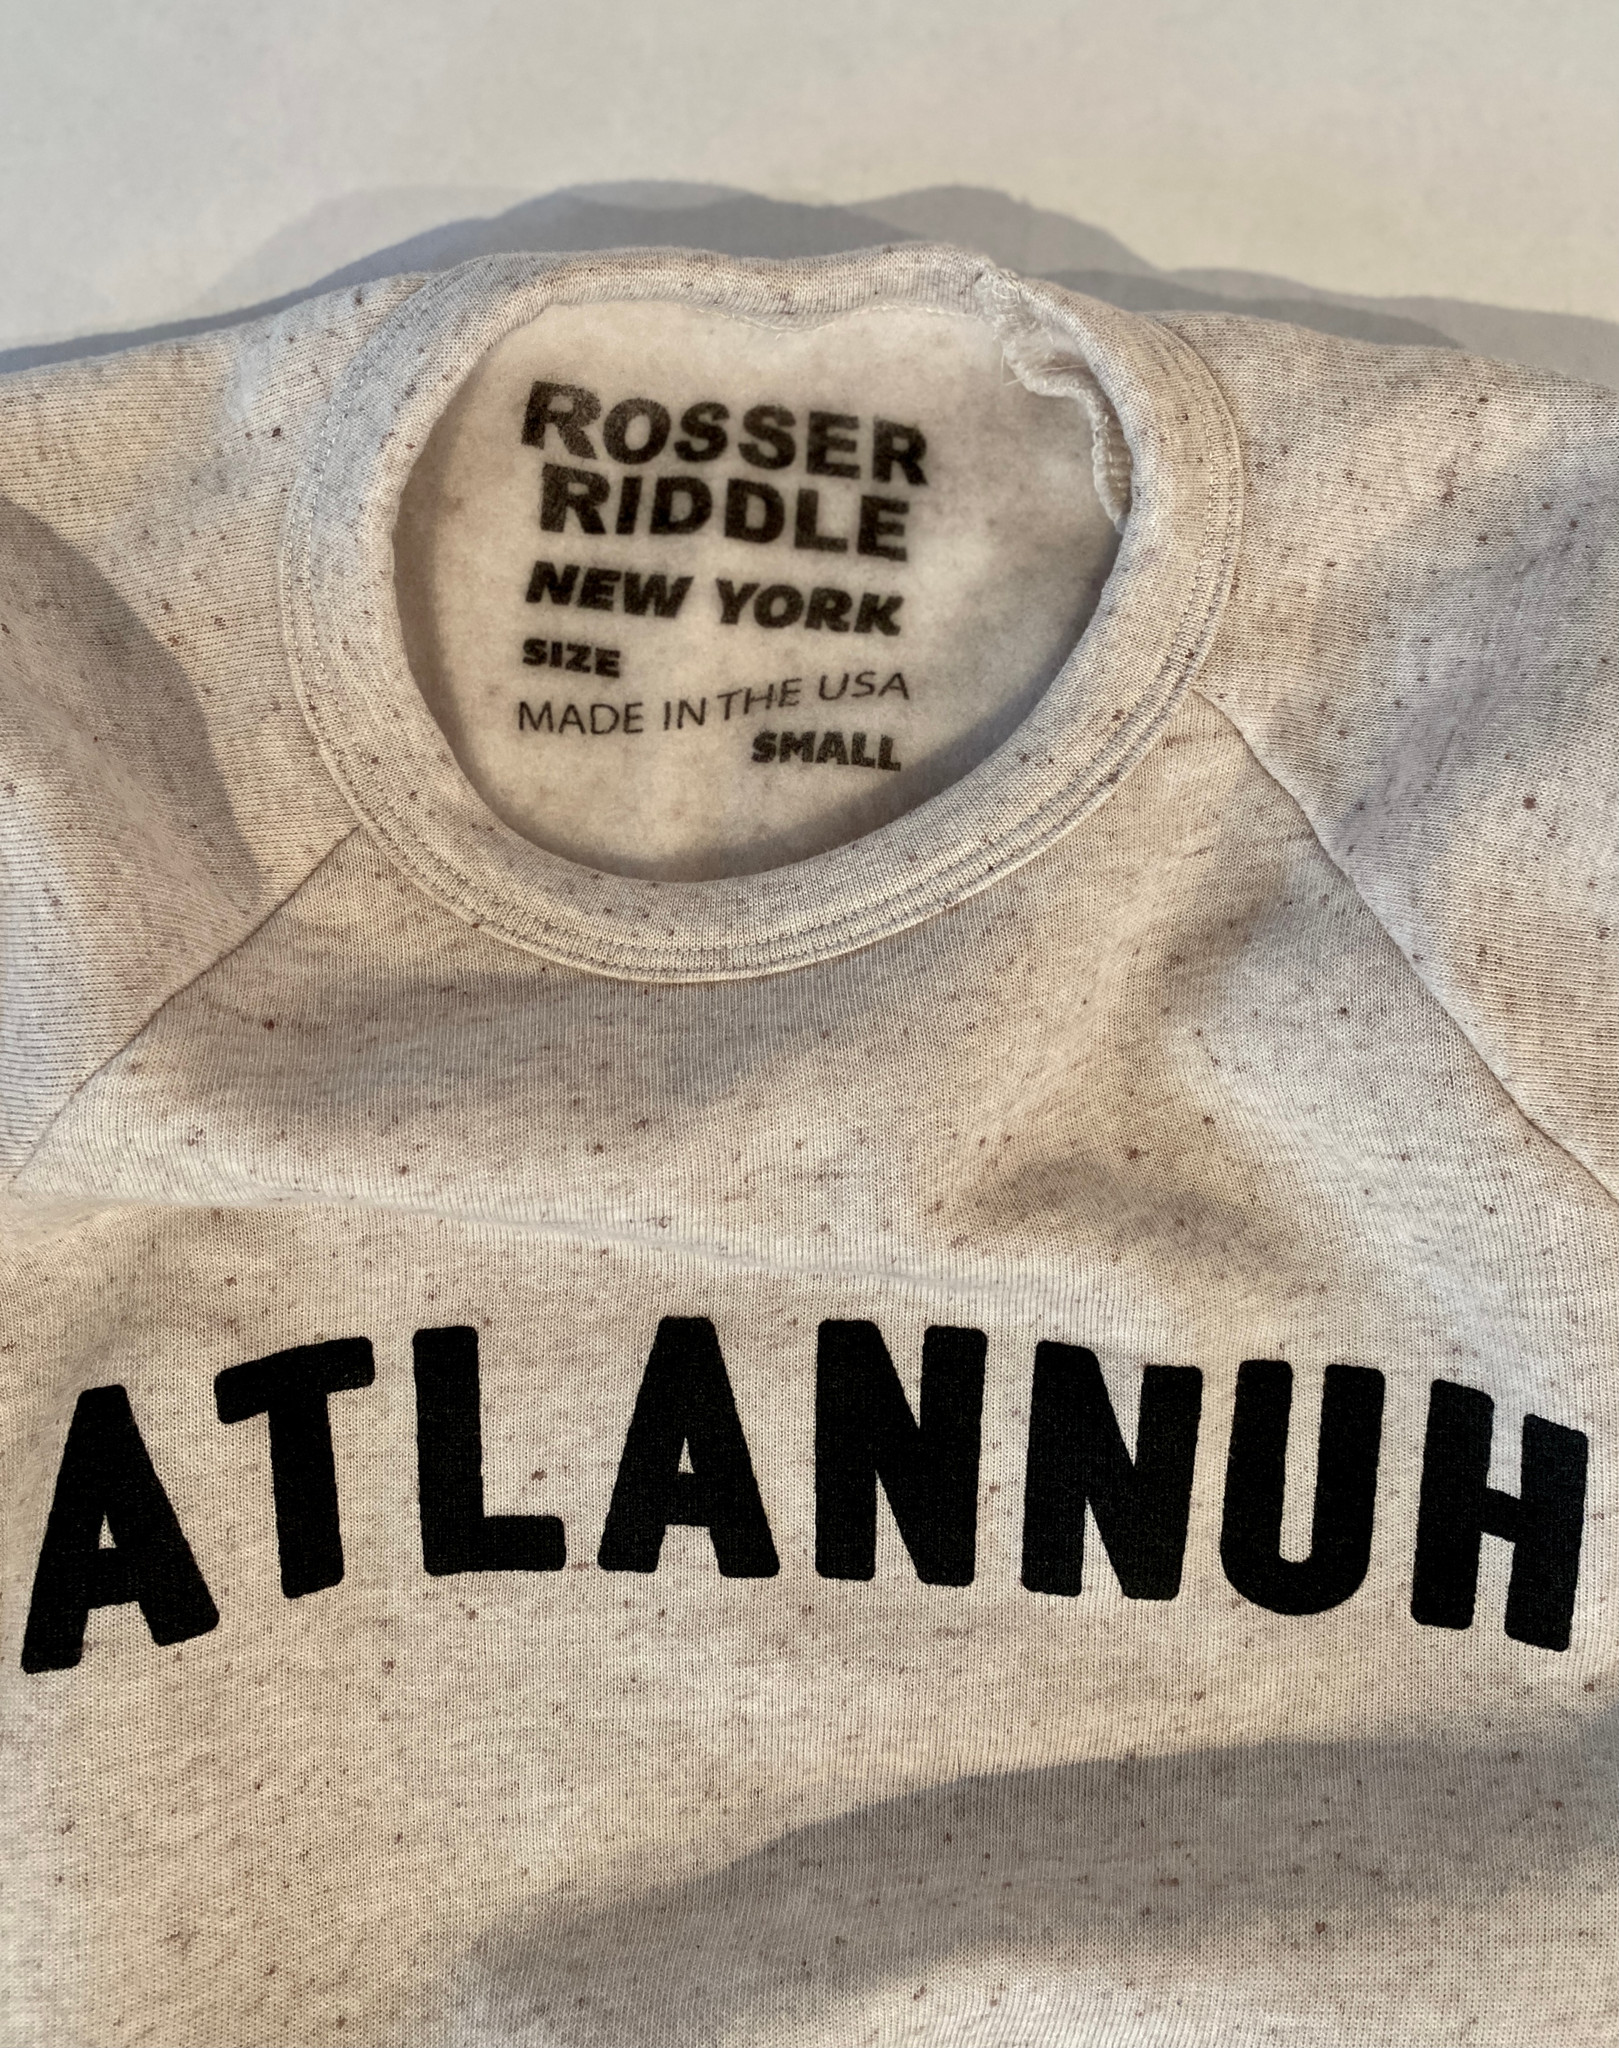 ROSSER
RIDDLE
NEW YORK
SIZE
MADE IN THE USA
SMALL
ATLANNUH